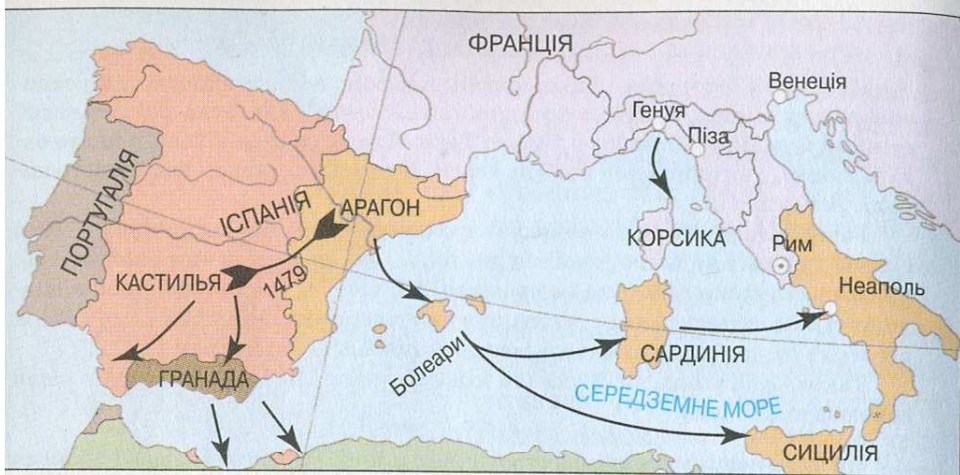 ФРАНЦІЯ
Венеція
Генуя
Піза
ПОРТУГАЛІЯ
ІСПАНІЯ
АРАГОН
КОРСИКА
Рим
КАСТИЛЬЯ
1479
Неаполь
Болеари
САРДИНІЯ
ГРАНАДА
СЕРЕДЗЕМНЕ МОРЕ
СИЦИЛІЯ